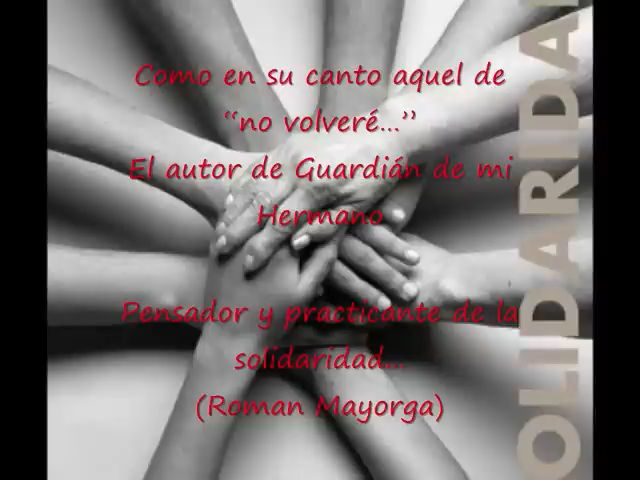 Como en su canto aquel de
“no volveré...”
El autor de Guardián de mi
Hermano
Pensador y practicante de la
solidaridad...
(Roman Mayorga)
OLIDARIDA